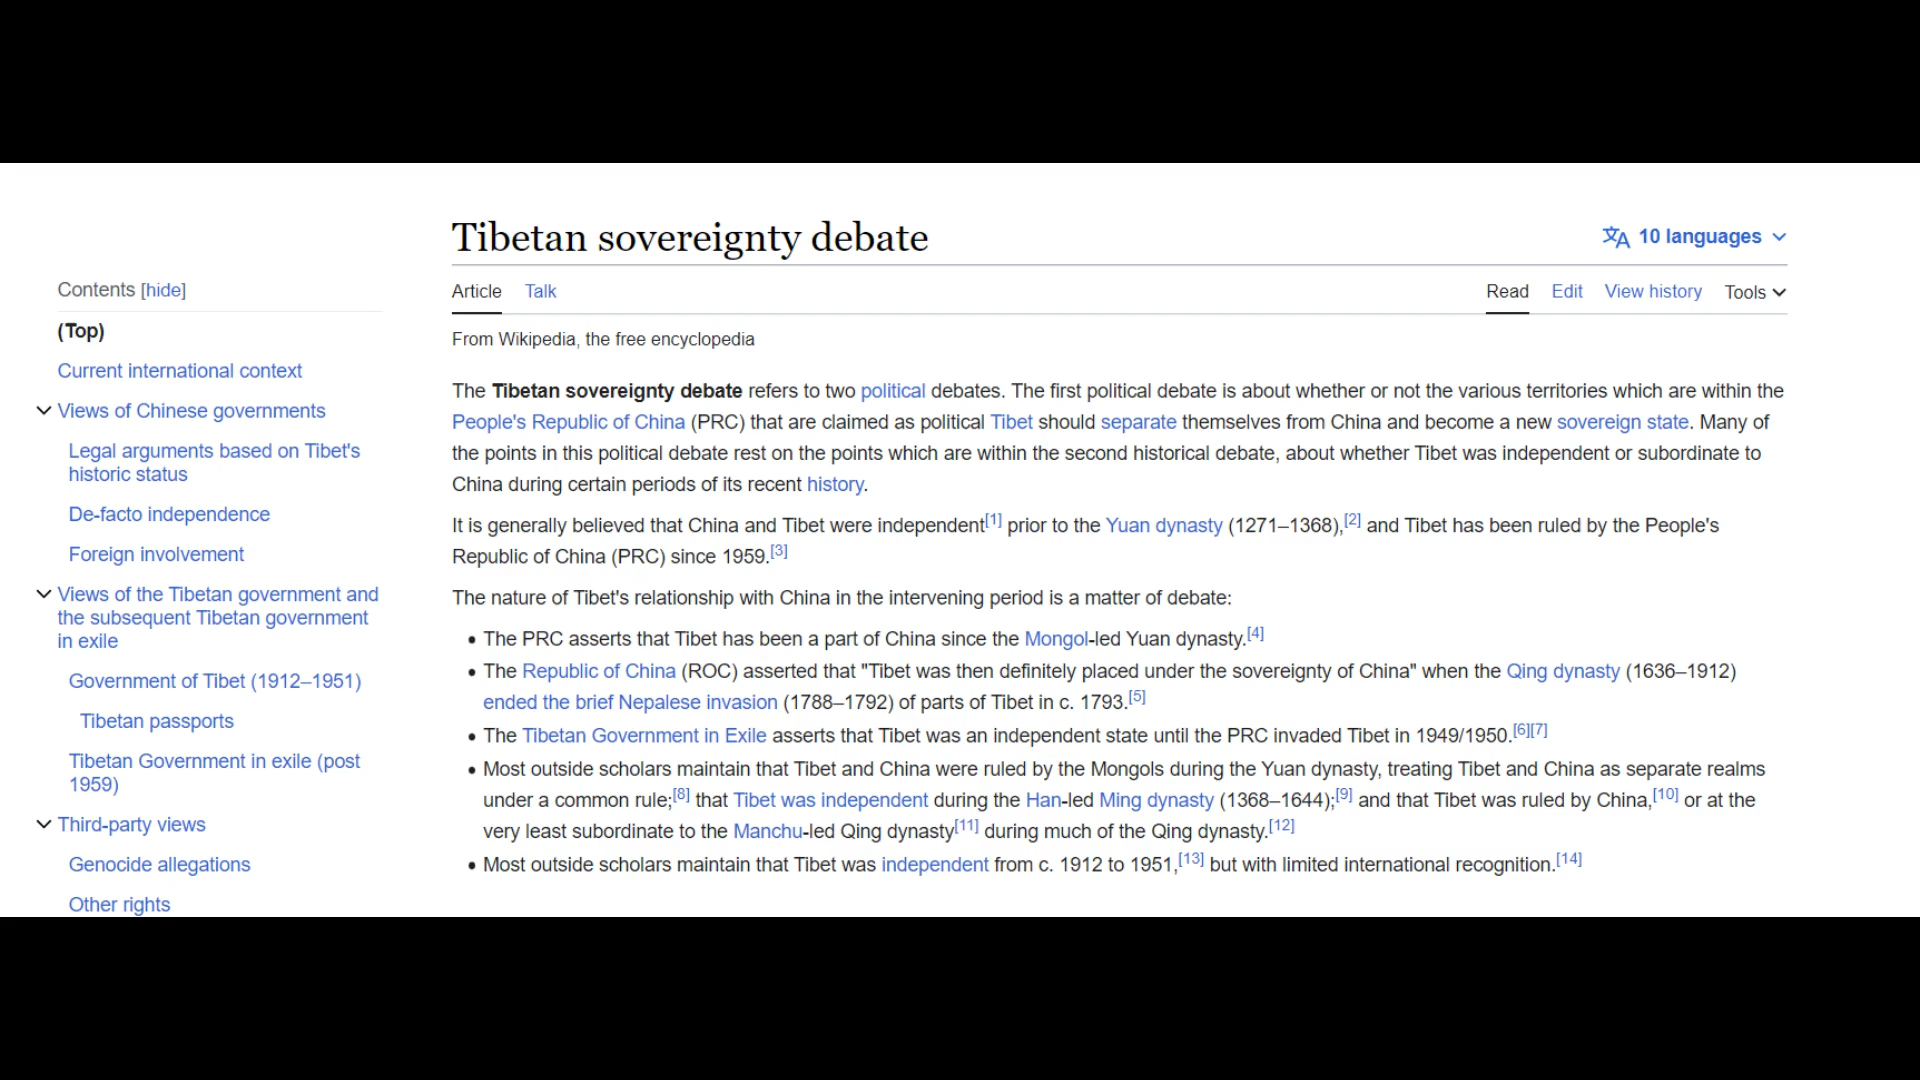 Tibetan sovereignty debate
10 languages
Contents [hide]
(Top)
Current international context
Views of Chinese governments
Legal arguments based on Tibet's
historic status
De-facto independence
Foreign involvement
Views of the Tibetan government and
the subsequent Tibetan government
in exile
Government of Tibet (1912–1951)
Tibetan passports
Tibetan Government in exile (post
1959)
Third-party views
Genocide allegations
Other rights
Article Talk
Read Edit View history Tools
From Wikipedia, the free encyclopedia
The Tibetan sovereignty debate refers to two political debates. The first political debate is about whether or not the various territories which are within the
People's Republic of China (PRC) that are claimed as political Tibet should separate themselves from China and become a new sovereign state. Many of
the points in this political debate rest on the points which are within the second historical debate, about whether Tibet was independent or subordinate to
China during certain periods of its recent history.
It is generally believed that China and Tibet were independent[1] prior to the Yuan dynasty (1271–1368),[2] and Tibet has been ruled by the People's
Republic of China (PRC) since 1959.[3]
The nature of Tibet's relationship with China in the intervening period is a matter of debate:
• The PRC asserts that Tibet has been a part of China since the Mongol-led Yuan dynasty.[4]
• The Republic of China (ROC) asserted that "Tibet was then definitely placed under the sovereignty of China" when the Qing dynasty (1636–1912)
ended the brief Nepalese invasion (1788–1792) of parts of Tibet in c. 1793.[5]
• The Tibetan Government in Exile asserts that Tibet was an independent state until the PRC invaded Tibet in 1949/1950.[6][7]
• Most outside scholars maintain that Tibet and China were ruled by the Mongols during the Yuan dynasty, treating Tibet and China as separate realms
under a common rule;[8] that Tibet was independent during the Han-led Ming dynasty (1368–1644);[9] and that Tibet was ruled by China,[10] or at the
very least subordinate to the Manchu-led Qing dynasty[11] during much of the Qing dynasty.[12]
• Most outside scholars maintain that Tibet was independent from c. 1912 to 1951,[13] but with limited international recognition.[14]